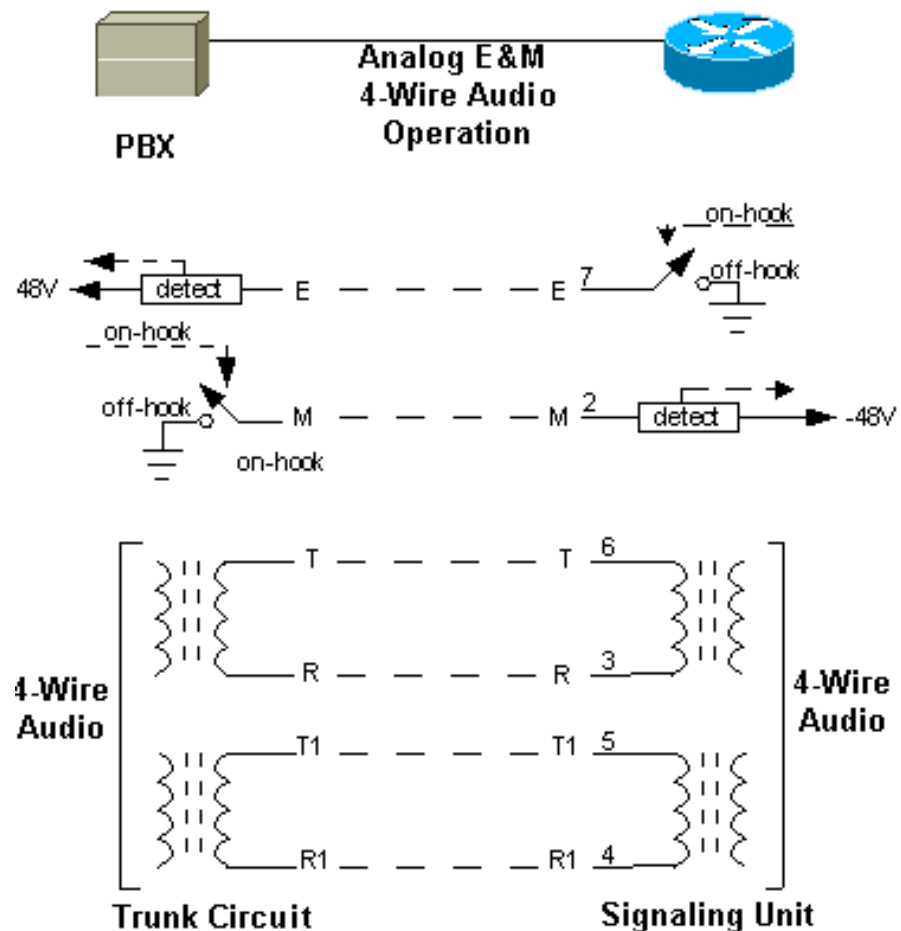 Analog E&M
4-Wire Audio
Operation
PBX
on-hook
48V detect E E 7 off-hook
on-hook
off-hook M M 2 detect -48V
on-hook
T T 6
R R 3
4-Wire
Audio
4-Wire
Audio
T1 T1 5
R1 R1 4
Trunk Circuit Signaling Unit